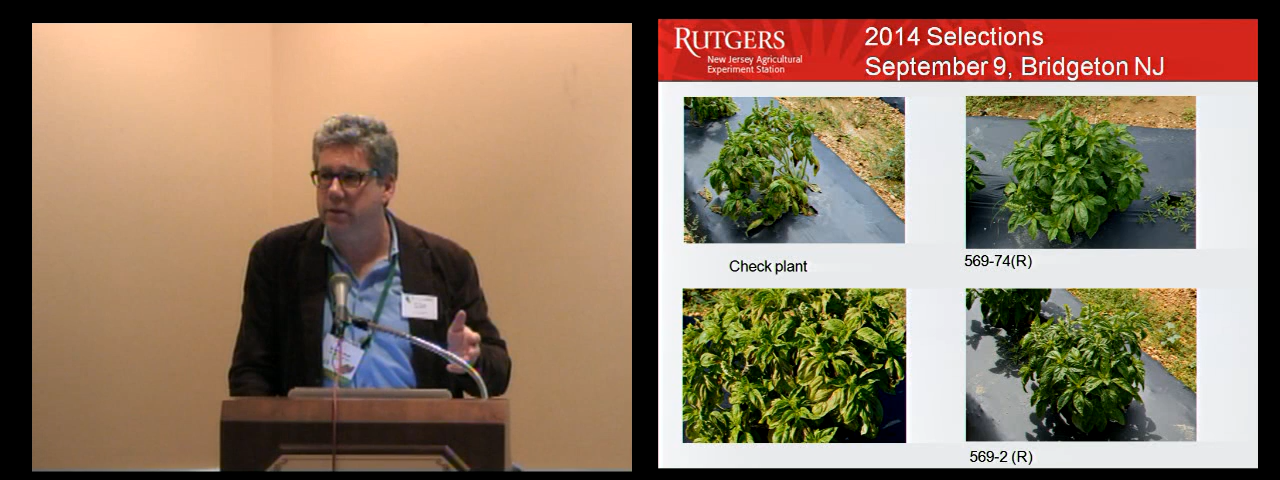 RUTGERS
New Jersey Agricultural
Experiment Station
2014 Selections
September 9, Bridgeton NJ
Check plant
569-74(R)
569-2 (R)